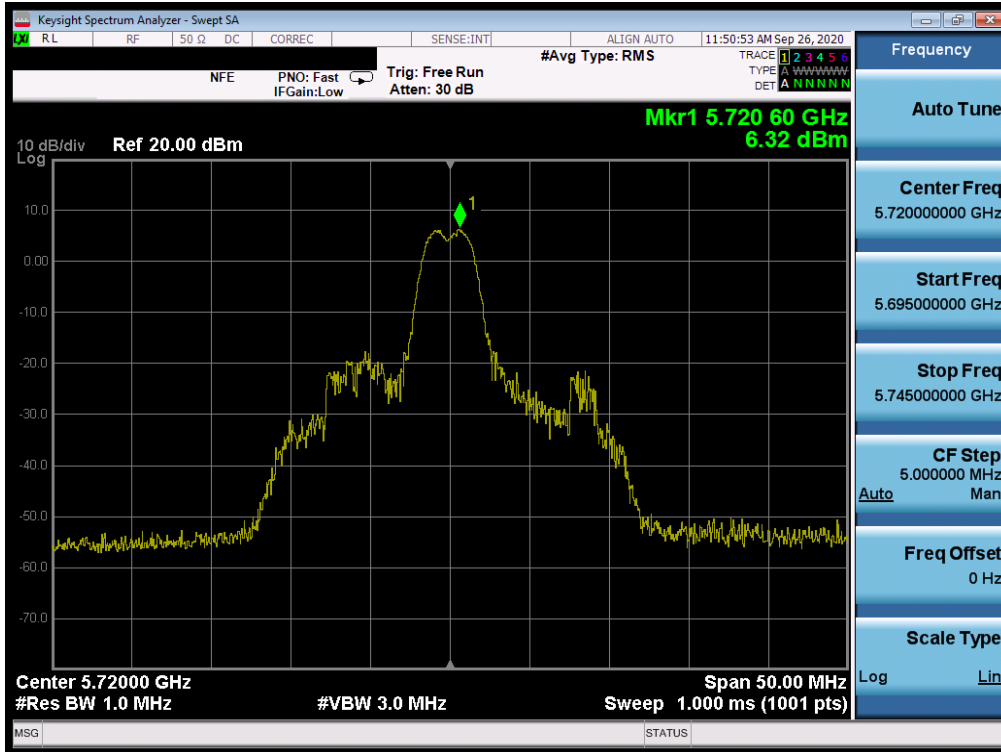 Keysight Spectrum Analyzer - Swept SA
LXI RL RF 50 Ω DC CORREC SENSE:INT ALIGN AUTO 11:50:53 AM Sep 26, 2020
NFE PNO: Fast Trig: Free Run #Avg Type: RMS TRACE 1 2 3 4 5 6
IFGain:Low Atten: 30 dB TYPE A WWWWW
DET A N N N N N
Mkr1 5.720 60 GHz
6.32 dBm
10 dB/div Ref 20.00 dBm
Log
1
10.0
0.00
-10.0
-20.0
-30.0
-40.0
-50.0
-60.0
-70.0
Center 5.72000 GHz Span 50.00 MHz
#Res BW 1.0 MHz #VBW 3.0 MHz Sweep 1.000 ms (1001 pts)
MSG STATUS
Frequency
Auto Tune
Center Freq
5.720000000 GHz
Start Freq
5.695000000 GHz
Stop Freq
5.745000000 GHz
CF Step
5.000000 MHz
Auto Man
Freq Offset
0 Hz
Scale Type
Log Lin